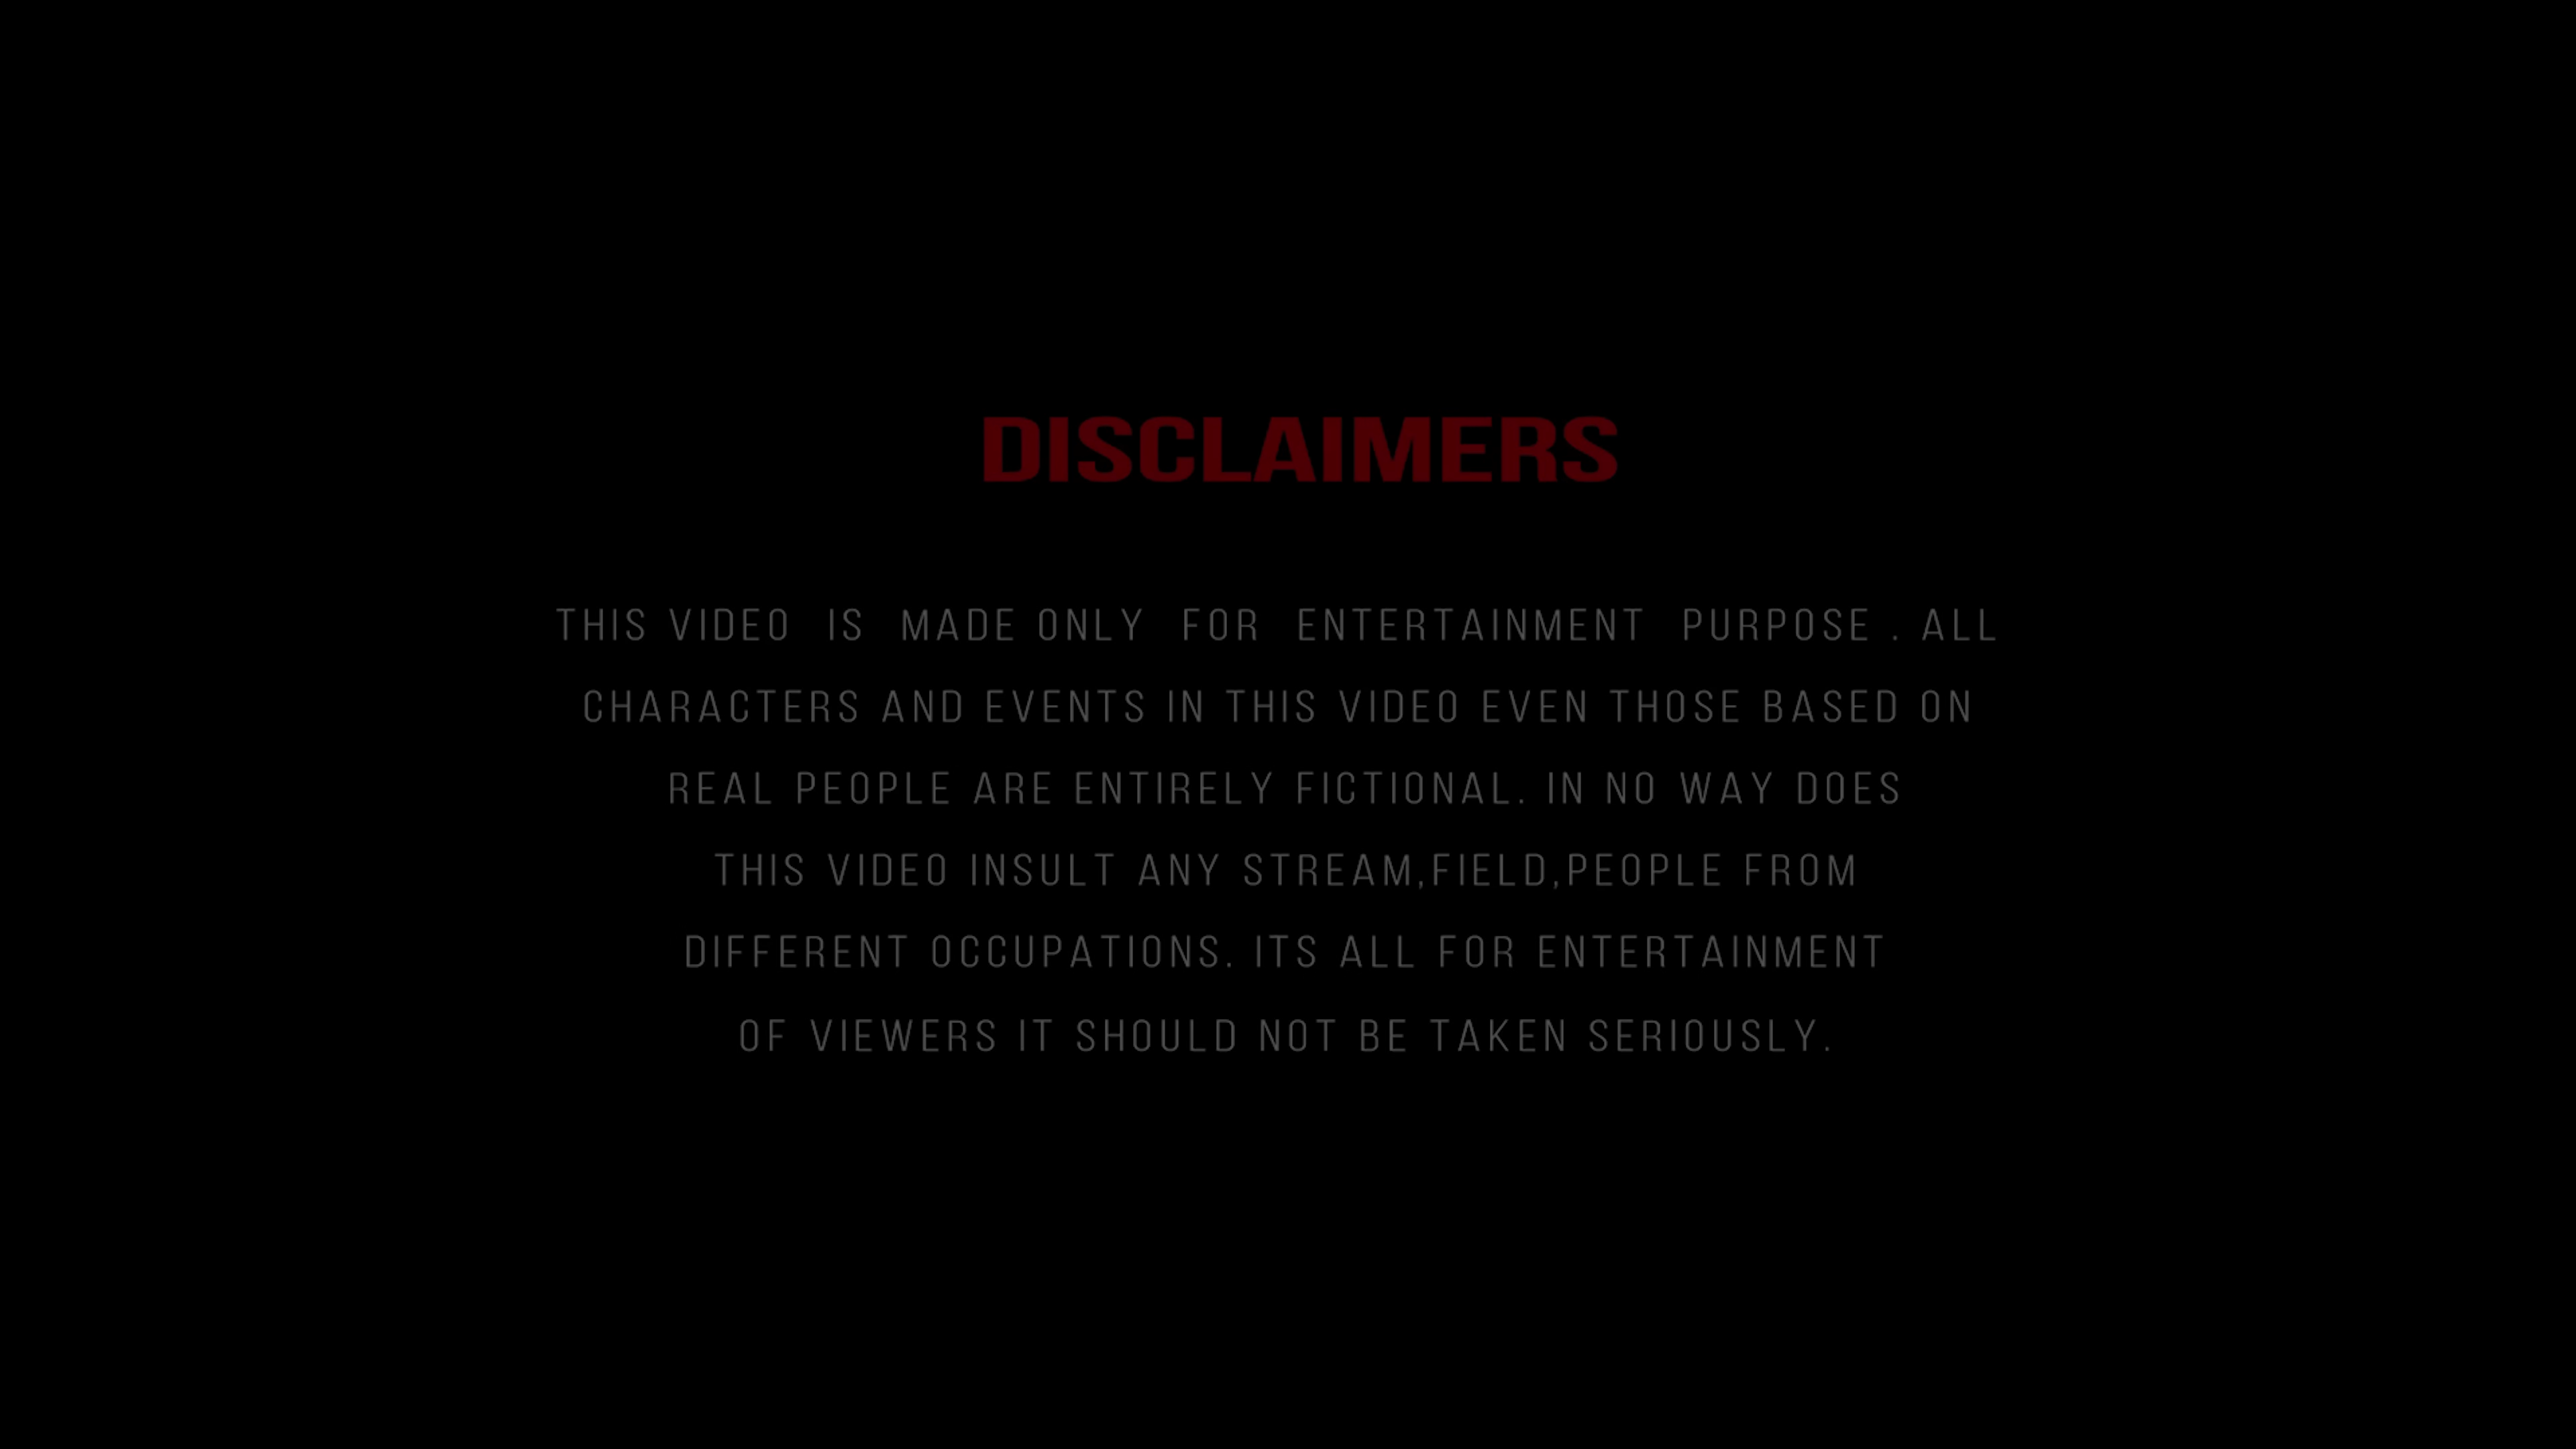 DISCLAIMERS
THIS VIDEO IS MADE ONLY FOR ENTERTAINMENT PURPOSE . ALL
CHARACTERS AND EVENTS IN THIS VIDEO EVEN THOSE BASED ON
REAL PEOPLE ARE ENTIRELY FICTIONAL. IN NO WAY DOES
THIS VIDEO INSULT ANY STREAM,FIELD,PEOPLE FROM
DIFFERENT OCCUPATIONS. ITS ALL FOR ENTERTAINMENT
OF VIEWERS IT SHOULD NOT BE TAKEN SERIOUSLY.